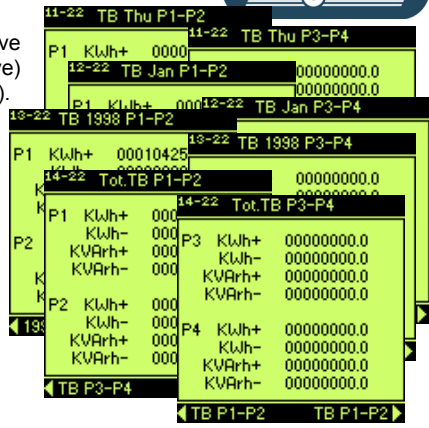 11-22 TB Thu P1-P2
P1 KWh+ 0000
11-22 TB Thu P3-P4
00000000.0
00000000.0
12-22 TB Jan P1-P2
P1 KWh+ 000
12-22 TB Jan P3-P4
13-22 TB 1998 P1-P2
P1 KWh+ 00010425
P2
13-22 TB 1998 P3-P4
00000000.0
14-22 Tot.TB P1-P2
P1 KWh+ 000
KWh- 000
KVArh+ 000
KVArh- 000
P2 KWh+ 000
KWh- 000
KVArh+ 000
KVArh- 000
TB P3-P4
14-22 Tot.TB P3-P4
P3 KWh+ 00000000.0
KWh- 00000000.0
KVArh+ 00000000.0
KVArh- 00000000.0
P4 KWh+ 00000000.0
KWh- 00000000.0
KVArh+ 00000000.0
KVArh- 00000000.0
TB P1-P2 TB P1-P2